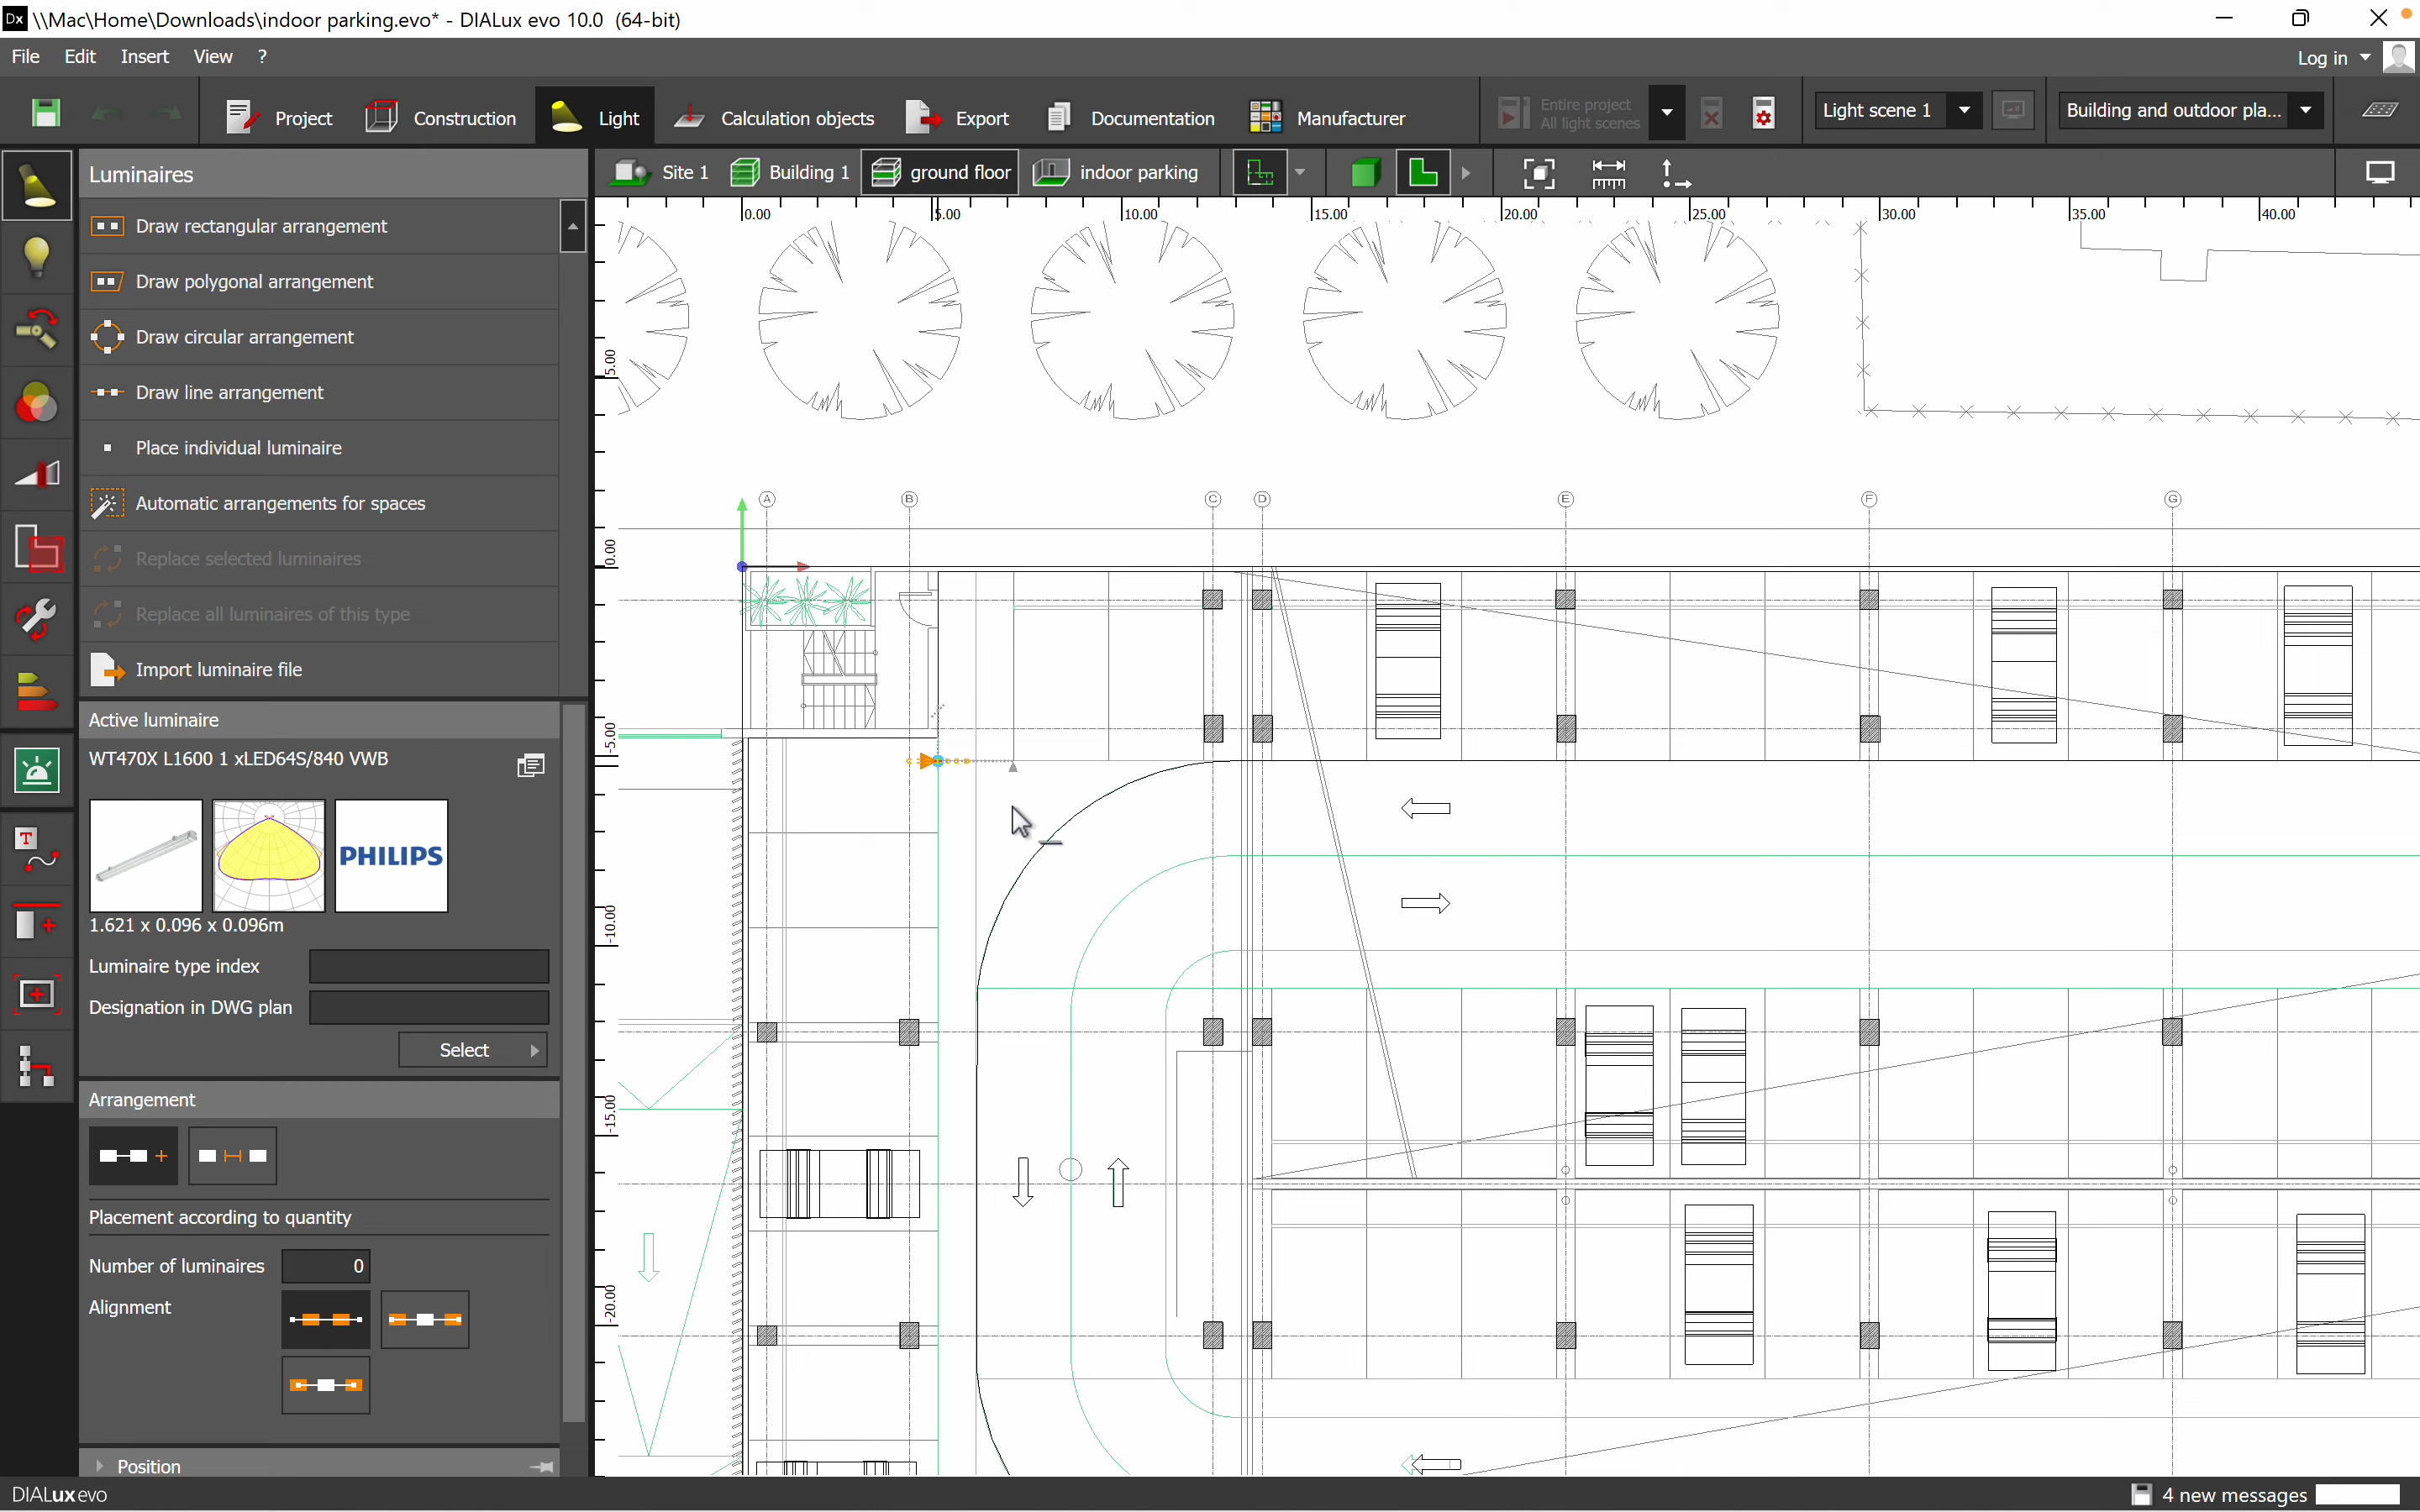 Dx \\Mac\Home\Downloads\indoor parking.evo* - DIALux evo 10.0 (64-bit)
File Edit Insert View ? Log in
Project Construction Light Calculation objects Export Documentation Manufacturer Entire project All light scenes Light scene 1 Building and outdoor pla...
Luminaires
Site 1 Building 1 ground floor indoor parking
0.00 5.00 10.00 15.00 20.00 25.00 30.00 35.00 40.00
Draw rectangular arrangement
Draw polygonal arrangement
Draw circular arrangement
Draw line arrangement
Place individual luminaire
Automatic arrangements for spaces
Replace selected luminaires
Replace all luminaires of this type
Import luminaire file
5.00
0.00
-5.00
-10.00
-15.00
-20.00
A B C D E F G
Active luminaire
WT470X L1600 1 xLED64S/840 VWB
PHILIPS
1.621 x 0.096 x 0.096m
Luminaire type index
Designation in DWG plan
Select
Arrangement
Placement according to quantity
Number of luminaires 0
Alignment
Position
DIALux evo
4 new messages